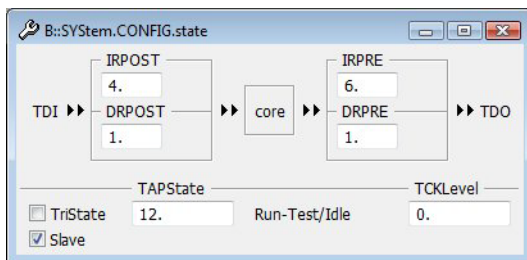 B::SYStem.CONFIG.state
IRPOST IRPRE
4. 6.
TDI DRPOST core DRPRE TDO
1. 1.
TAPState TCKLevel
TriState 12. Run-Test/Idle 0.
Slave